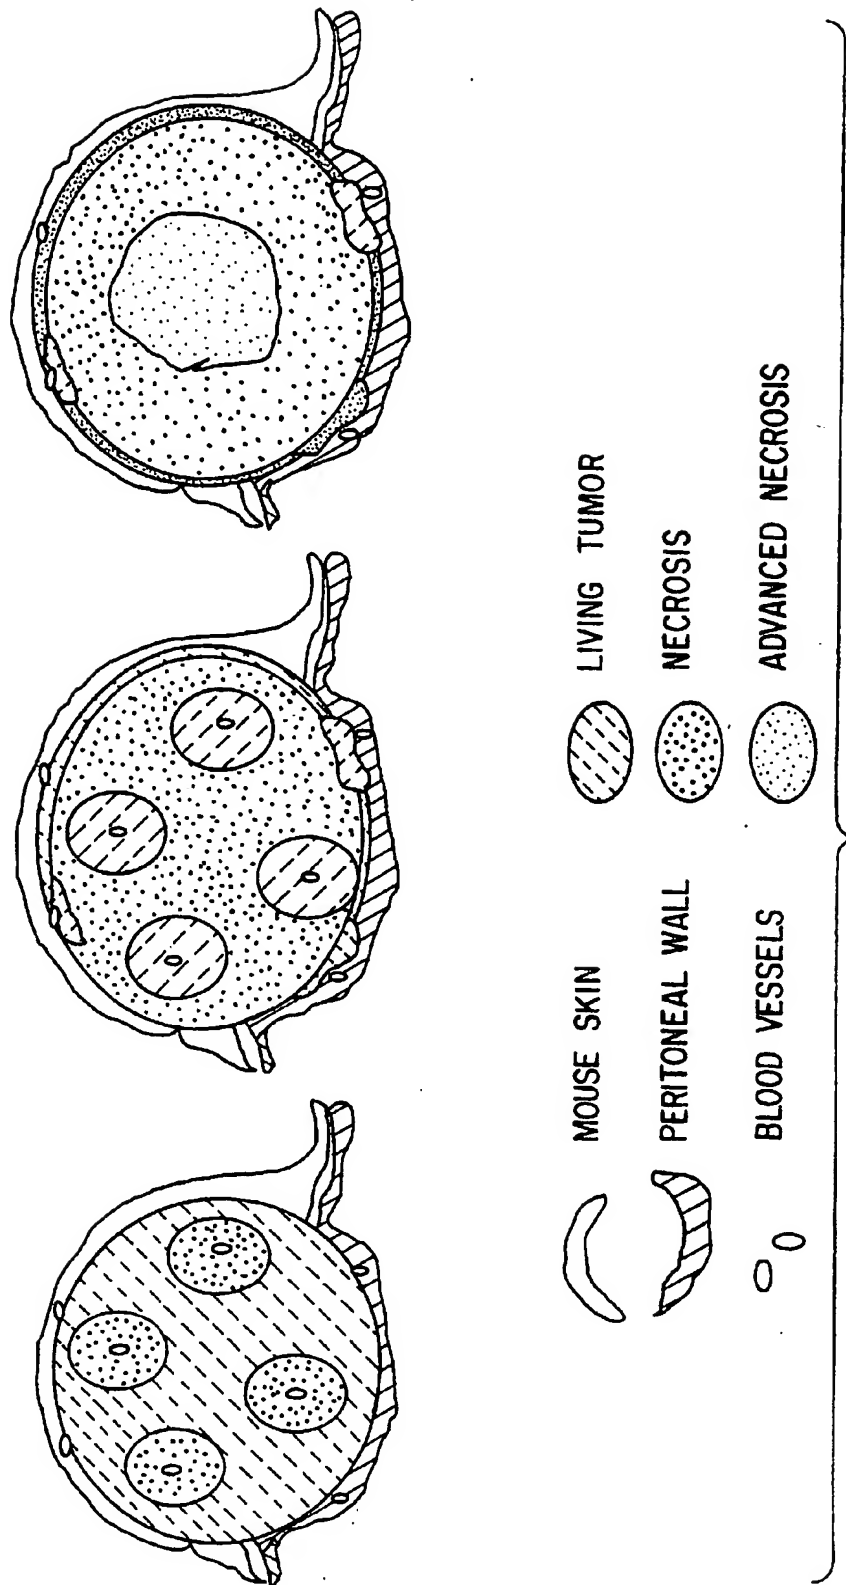 MOUSE SKIN
PERITONEAL WALL
BLOOD VESSELS
LIVING TUMOR
NECROSIS
ADVANCED NECROSIS